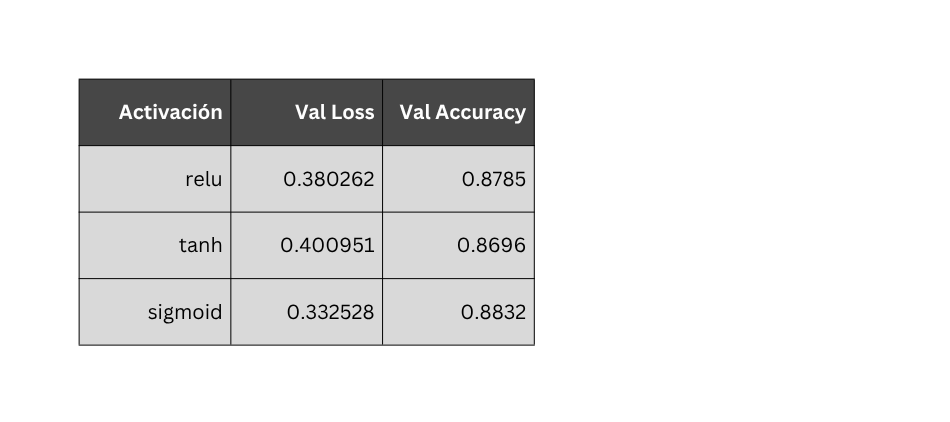 Activación Val Loss Val Accuracy
relu 0.380262 0.8785
tanh 0.400951 0.8696
sigmoid 0.332528 0.8832